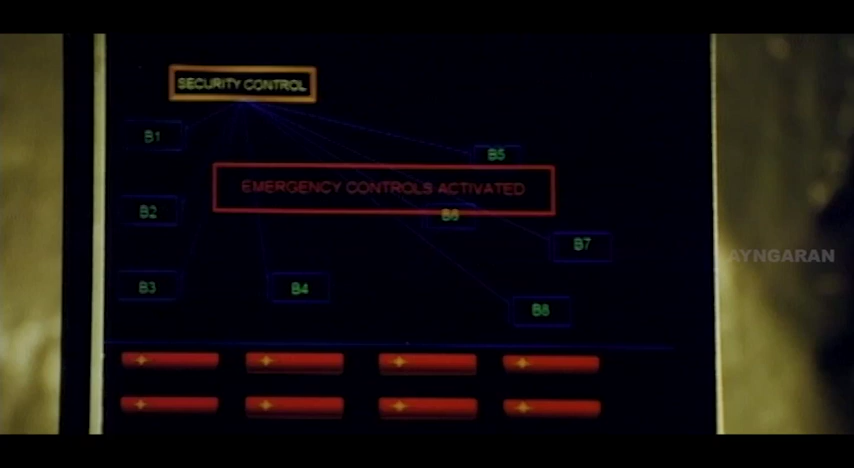 SECURITY CONTROL
B1
B5
EMERGENCY CONTROLS ACTIVATED
B2
B6
B7
AYNGARAN
B3
B4
B8